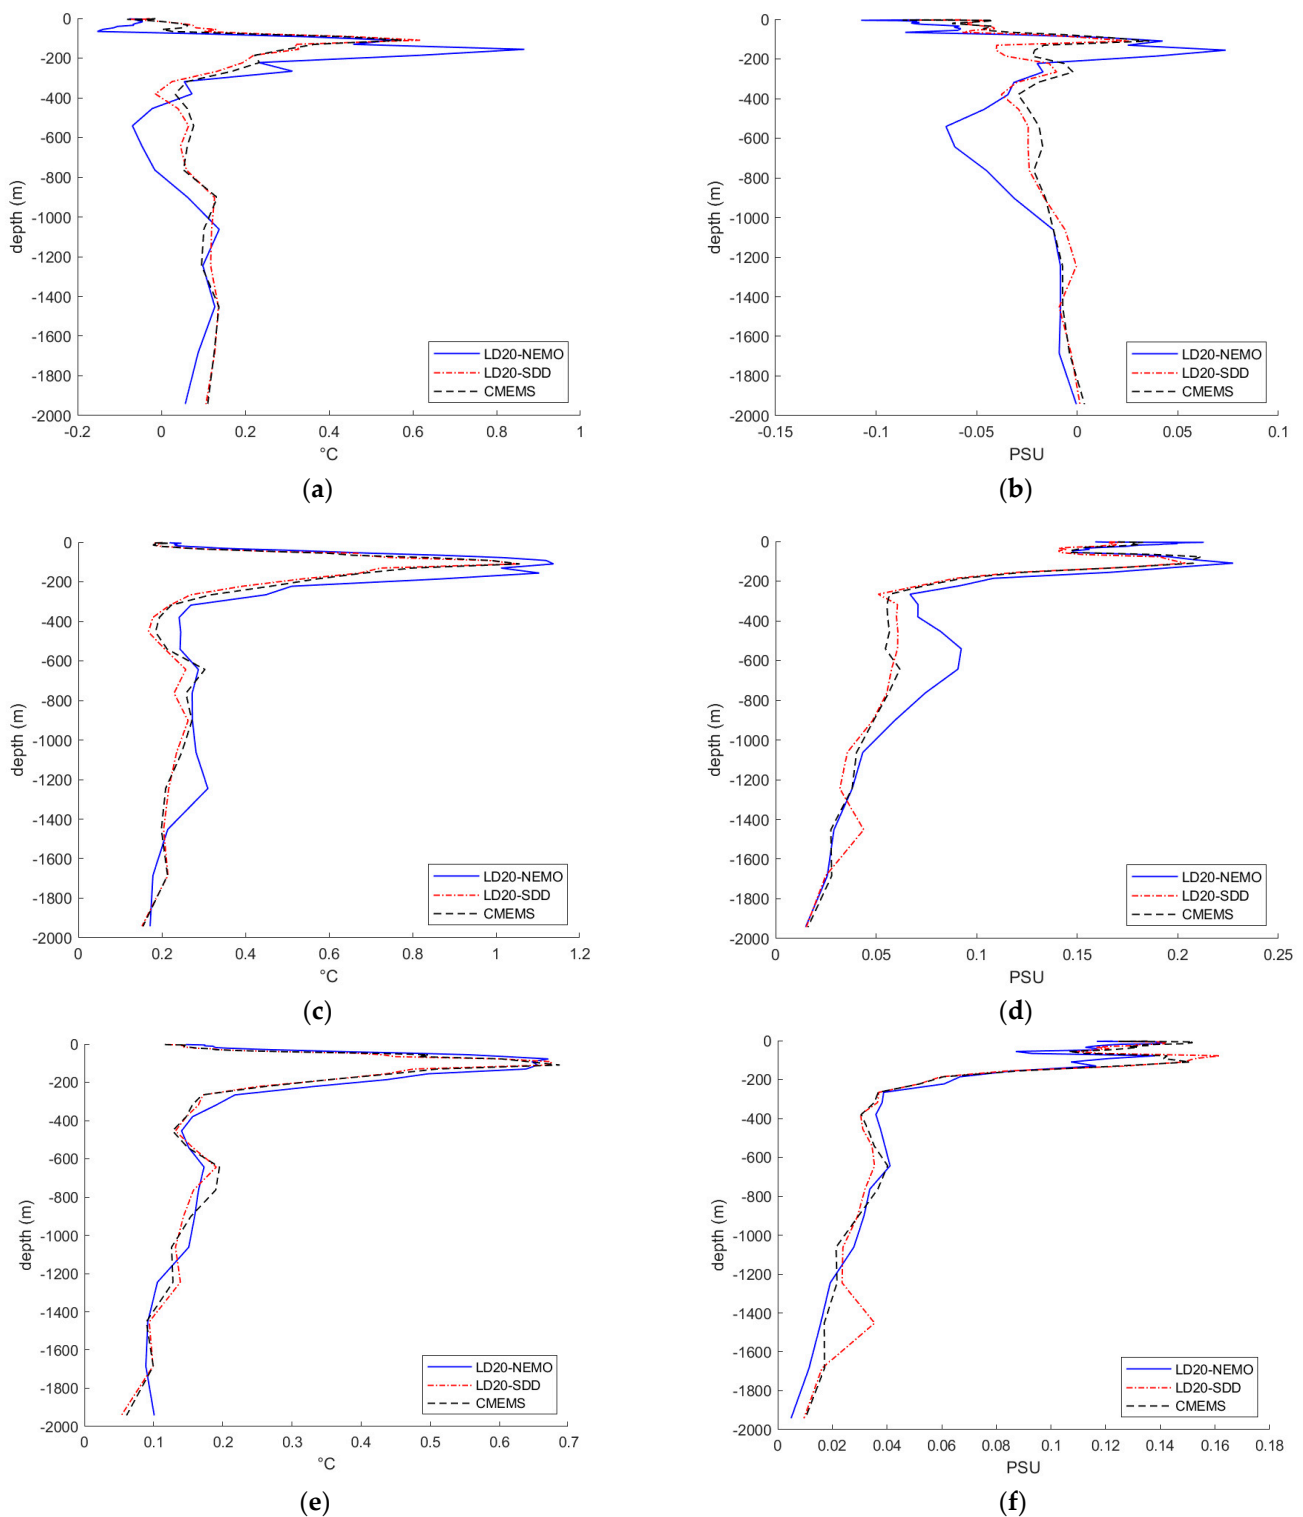 0
-200
-400
-600
-800
-1000
-1200
-1400
-1600
-1800
-2000
depth (m)
-0.2 0 0.2 0.4 0.6 0.8 1
°C
LD20-NEMO
LD20-SDD
CMEMS
(a)
0
-200
-400
-600
-800
-1000
-1200
-1400
-1600
-1800
-2000
depth (m)
-0.15 -0.1 -0.05 0 0.05 0.1
PSU
LD20-NEMO
LD20-SDD
CMEMS
(b)
0
-200
-400
-600
-800
-1000
-1200
-1400
-1600
-1800
-2000
depth (m)
0 0.2 0.4 0.6 0.8 1 1.2
°C
LD20-NEMO
LD20-SDD
CMEMS
(c)
0
-200
-400
-600
-800
-1000
-1200
-1400
-1600
-1800
-2000
depth (m)
0 0.05 0.1 0.15 0.2 0.25
PSU
LD20-NEMO
LD20-SDD
CMEMS
(d)
0
-200
-400
-600
-800
-1000
-1200
-1400
-1600
-1800
-2000
depth (m)
0 0.1 0.2 0.3 0.4 0.5 0.6 0.7
°C
LD20-NEMO
LD20-SDD
CMEMS
(e)
0
-200
-400
-600
-800
-1000
-1200
-1400
-1600
-1800
-2000
depth (m)
0 0.02 0.04 0.06 0.08 0.1 0.12 0.14 0.16 0.18
PSU
LD20-NEMO
LD20-SDD
CMEMS
(f)